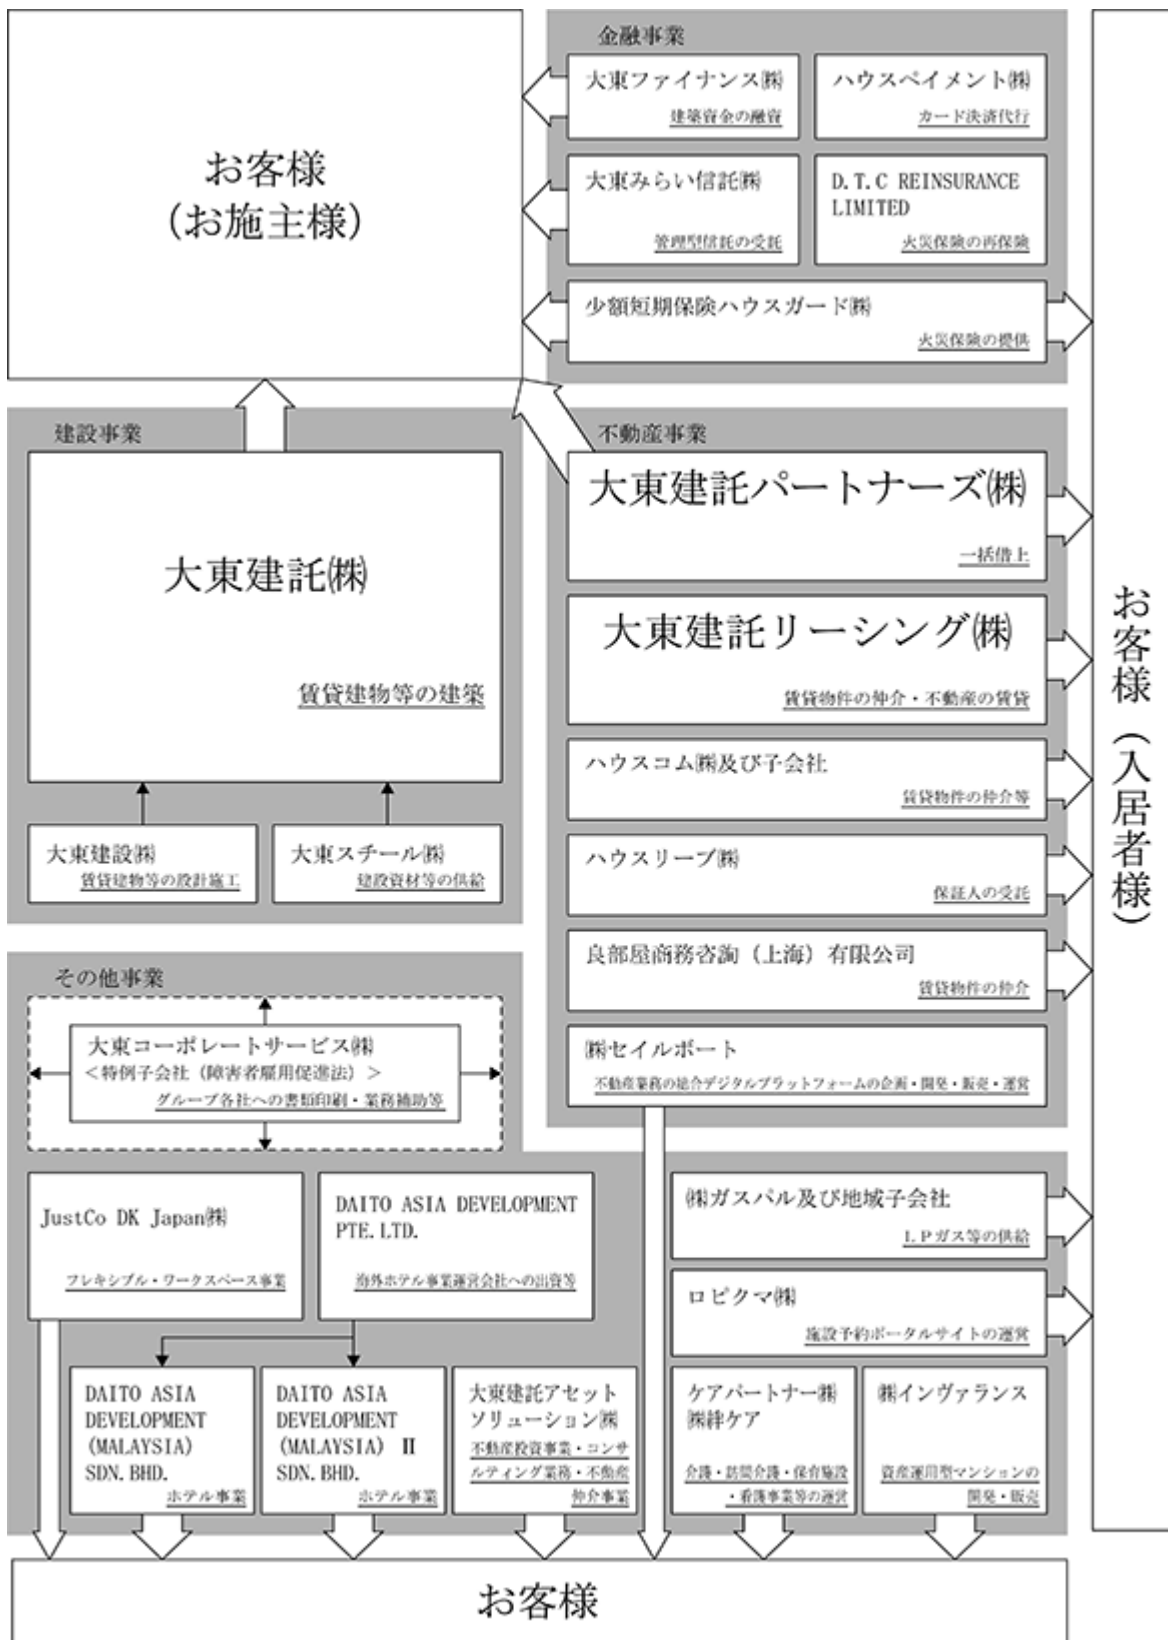 お客様
（お施主様）
金融事業
大東ファイナンス㈱
建築資金の融資
ハウスペイメント㈱
カード決済代行
大東みらい信託㈱
管理型信託の受託
D.T.C REINSURANCE
LIMITED
火災保険の再保険
少額短期保険ハウスガード㈱
火災保険の提供
建設事業
大東建託㈱
賃貸建物等の建築
大東建設㈱
賃貸建物等の設計施工
大東スチール㈱
建設資材等の供給
不動産事業
大東建託パートナーズ㈱
一括借上
大東建託リーシング㈱
賃貸物件の仲介・不動産の賃貸
ハウスコム㈱及び子会社
賃貸物件の仲介等
ハウスリーブ㈱
保証人の受託
良部屋商務咨詢（上海）有限公司
賃貸物件の仲介
㈱セイルボート
不動産業務の総合デジタルプラットフォームの企画・開発・販売・運営
お客様（入居者様）
その他事業
大東コーポレートサービス㈱
＜特例子会社（障害者雇用促進法）＞
グループ各社への書類印刷・業務補助等
JustCo DK Japan㈱
フレキシブル・ワークスペース事業
DAITO ASIA DEVELOPMENT
PTE.LTD.
海外ホテル事業運営会社への出資等
㈱ガスパル及び地域子会社
ＬＰガス等の供給
ロピクマ㈱
施設予約ポータルサイトの運営
DAITO ASIA
DEVELOPMENT
(MALAYSIA)
SDN.BHD.
ホテル事業
DAITO ASIA
DEVELOPMENT
(MALAYSIA) Ⅱ
SDN.BHD.
ホテル事業
大東建託アセット
ソリューション㈱
不動産投資事業・コンサ
ルティング業務・不動産
仲介事業
ケアパートナー㈱
㈱絆ケア
介護・訪問介護・保育施設
・看護事業等の運営
㈱インヴァランス
資産運用型マンションの
開発・販売
お客様